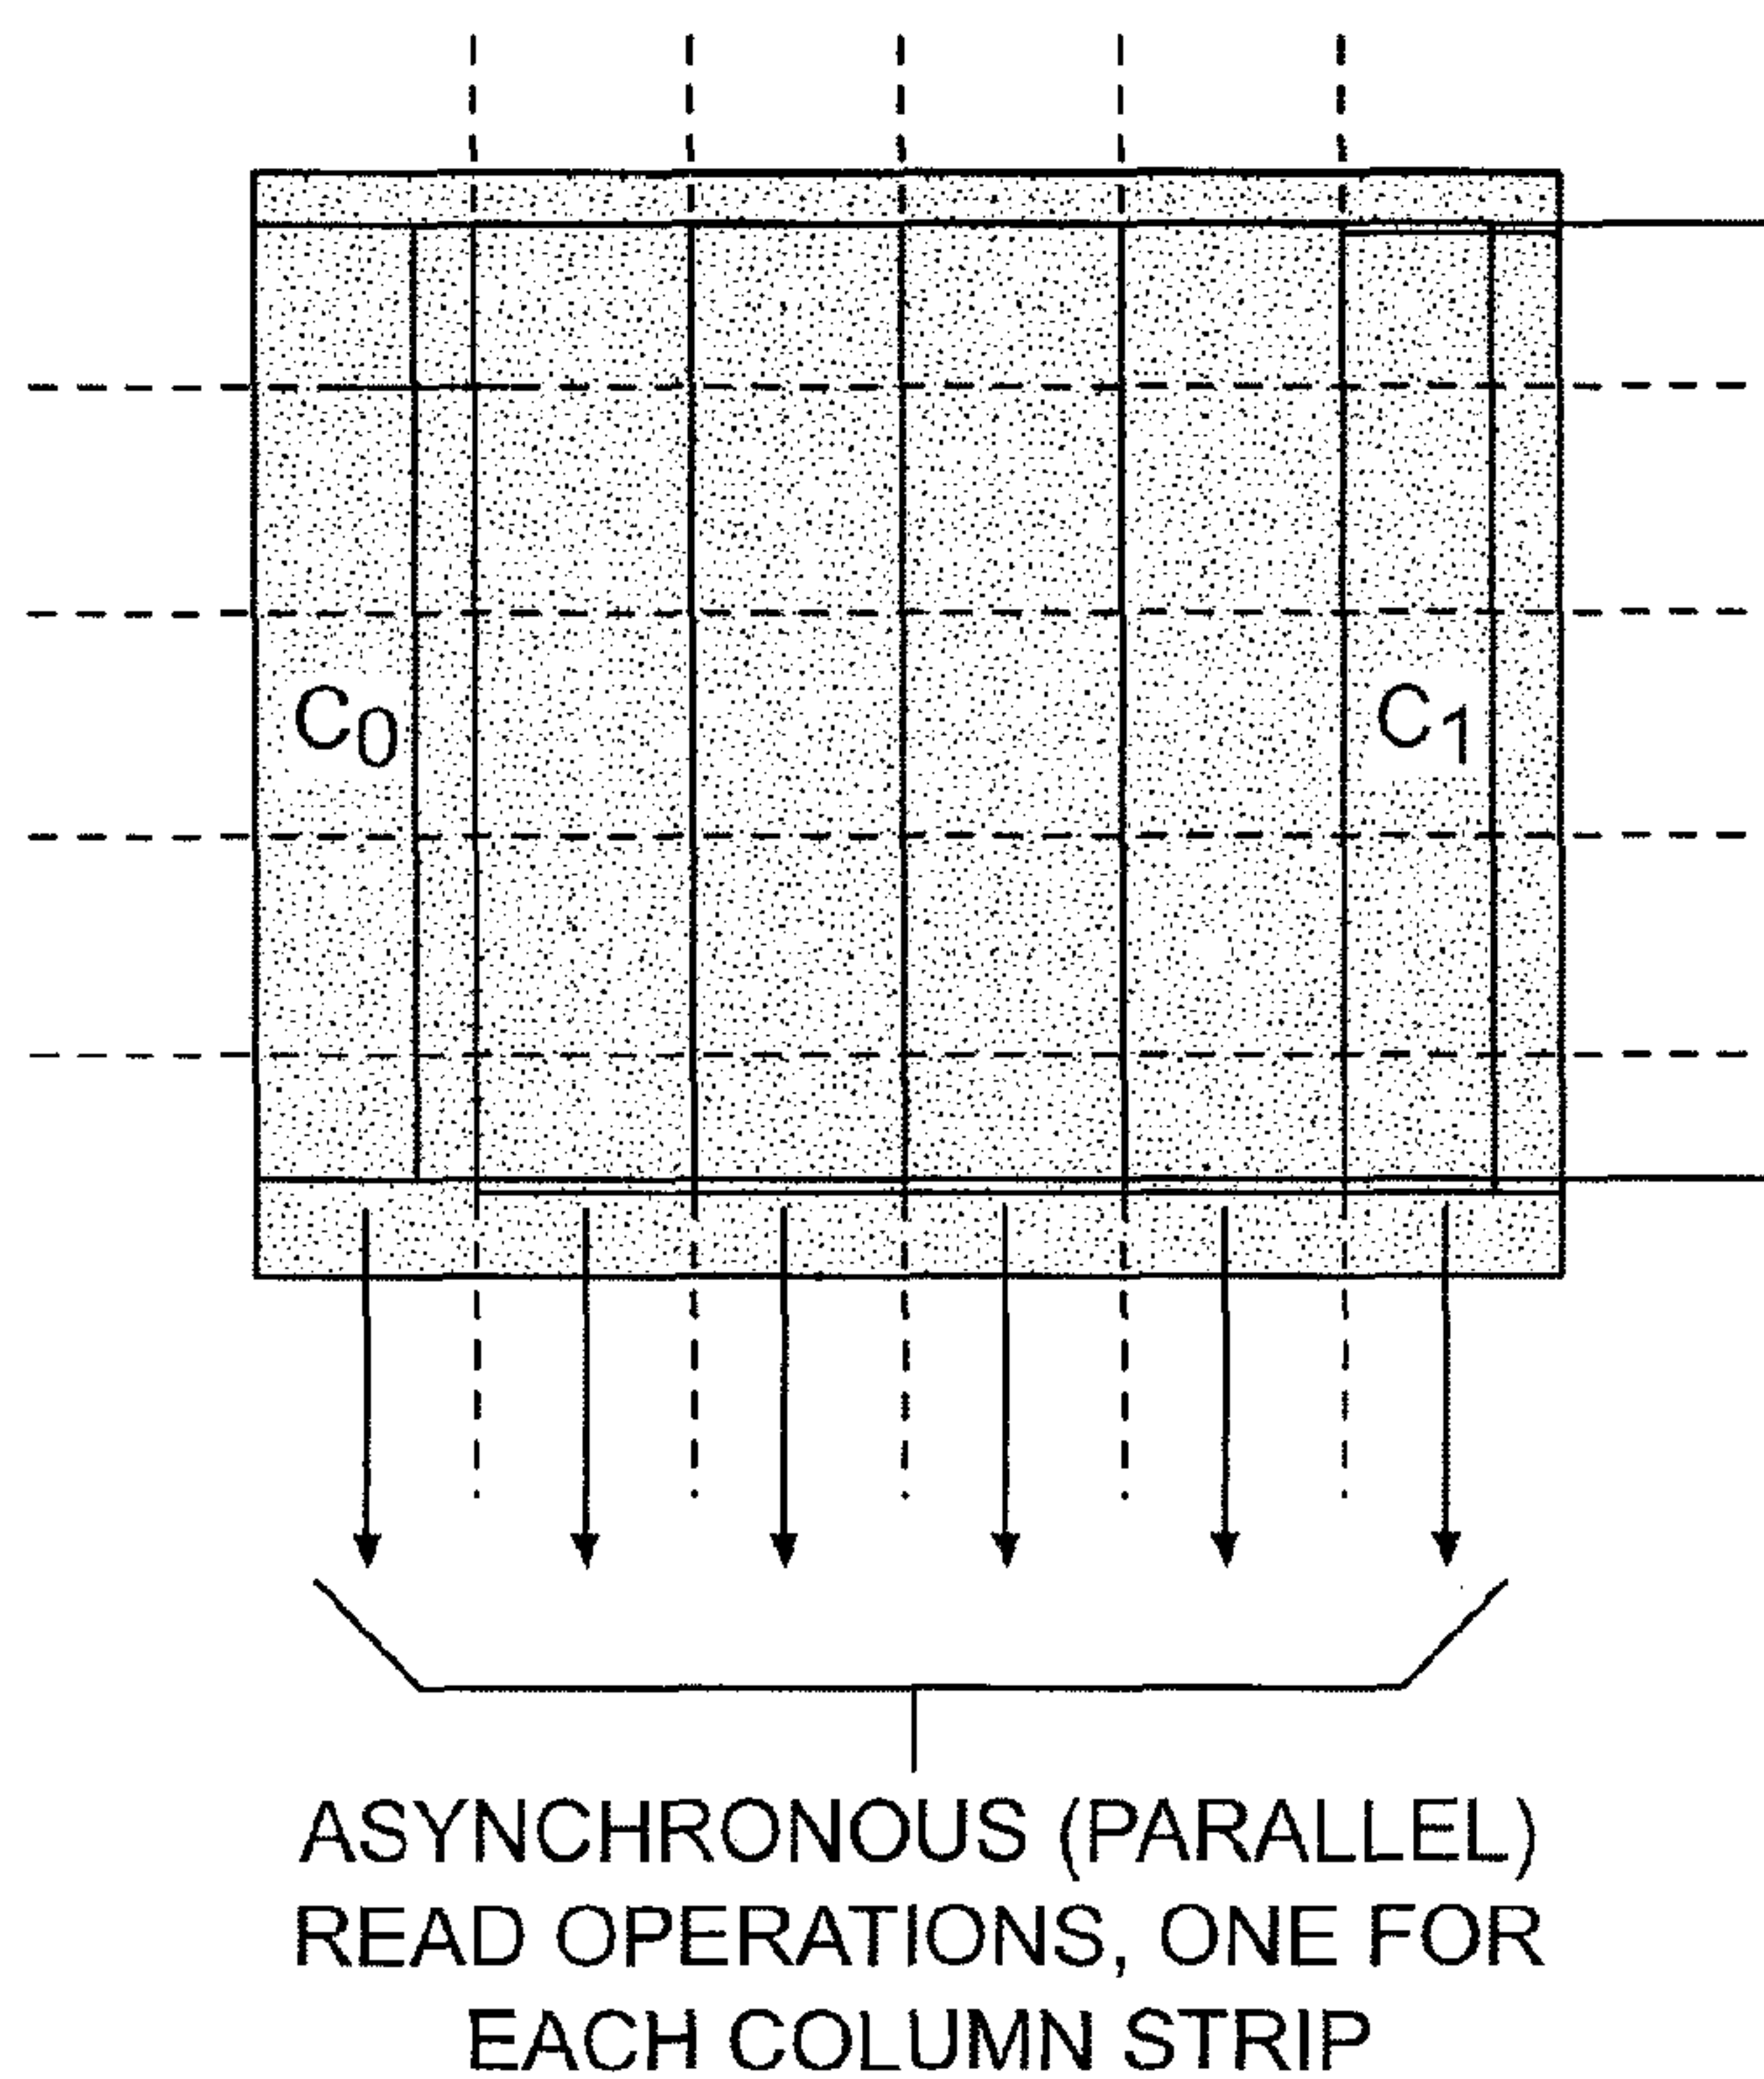 C0
C1
ASYNCHRONOUS (PARALLEL)
READ OPERATIONS, ONE FOR
EACH COLUMN STRIP